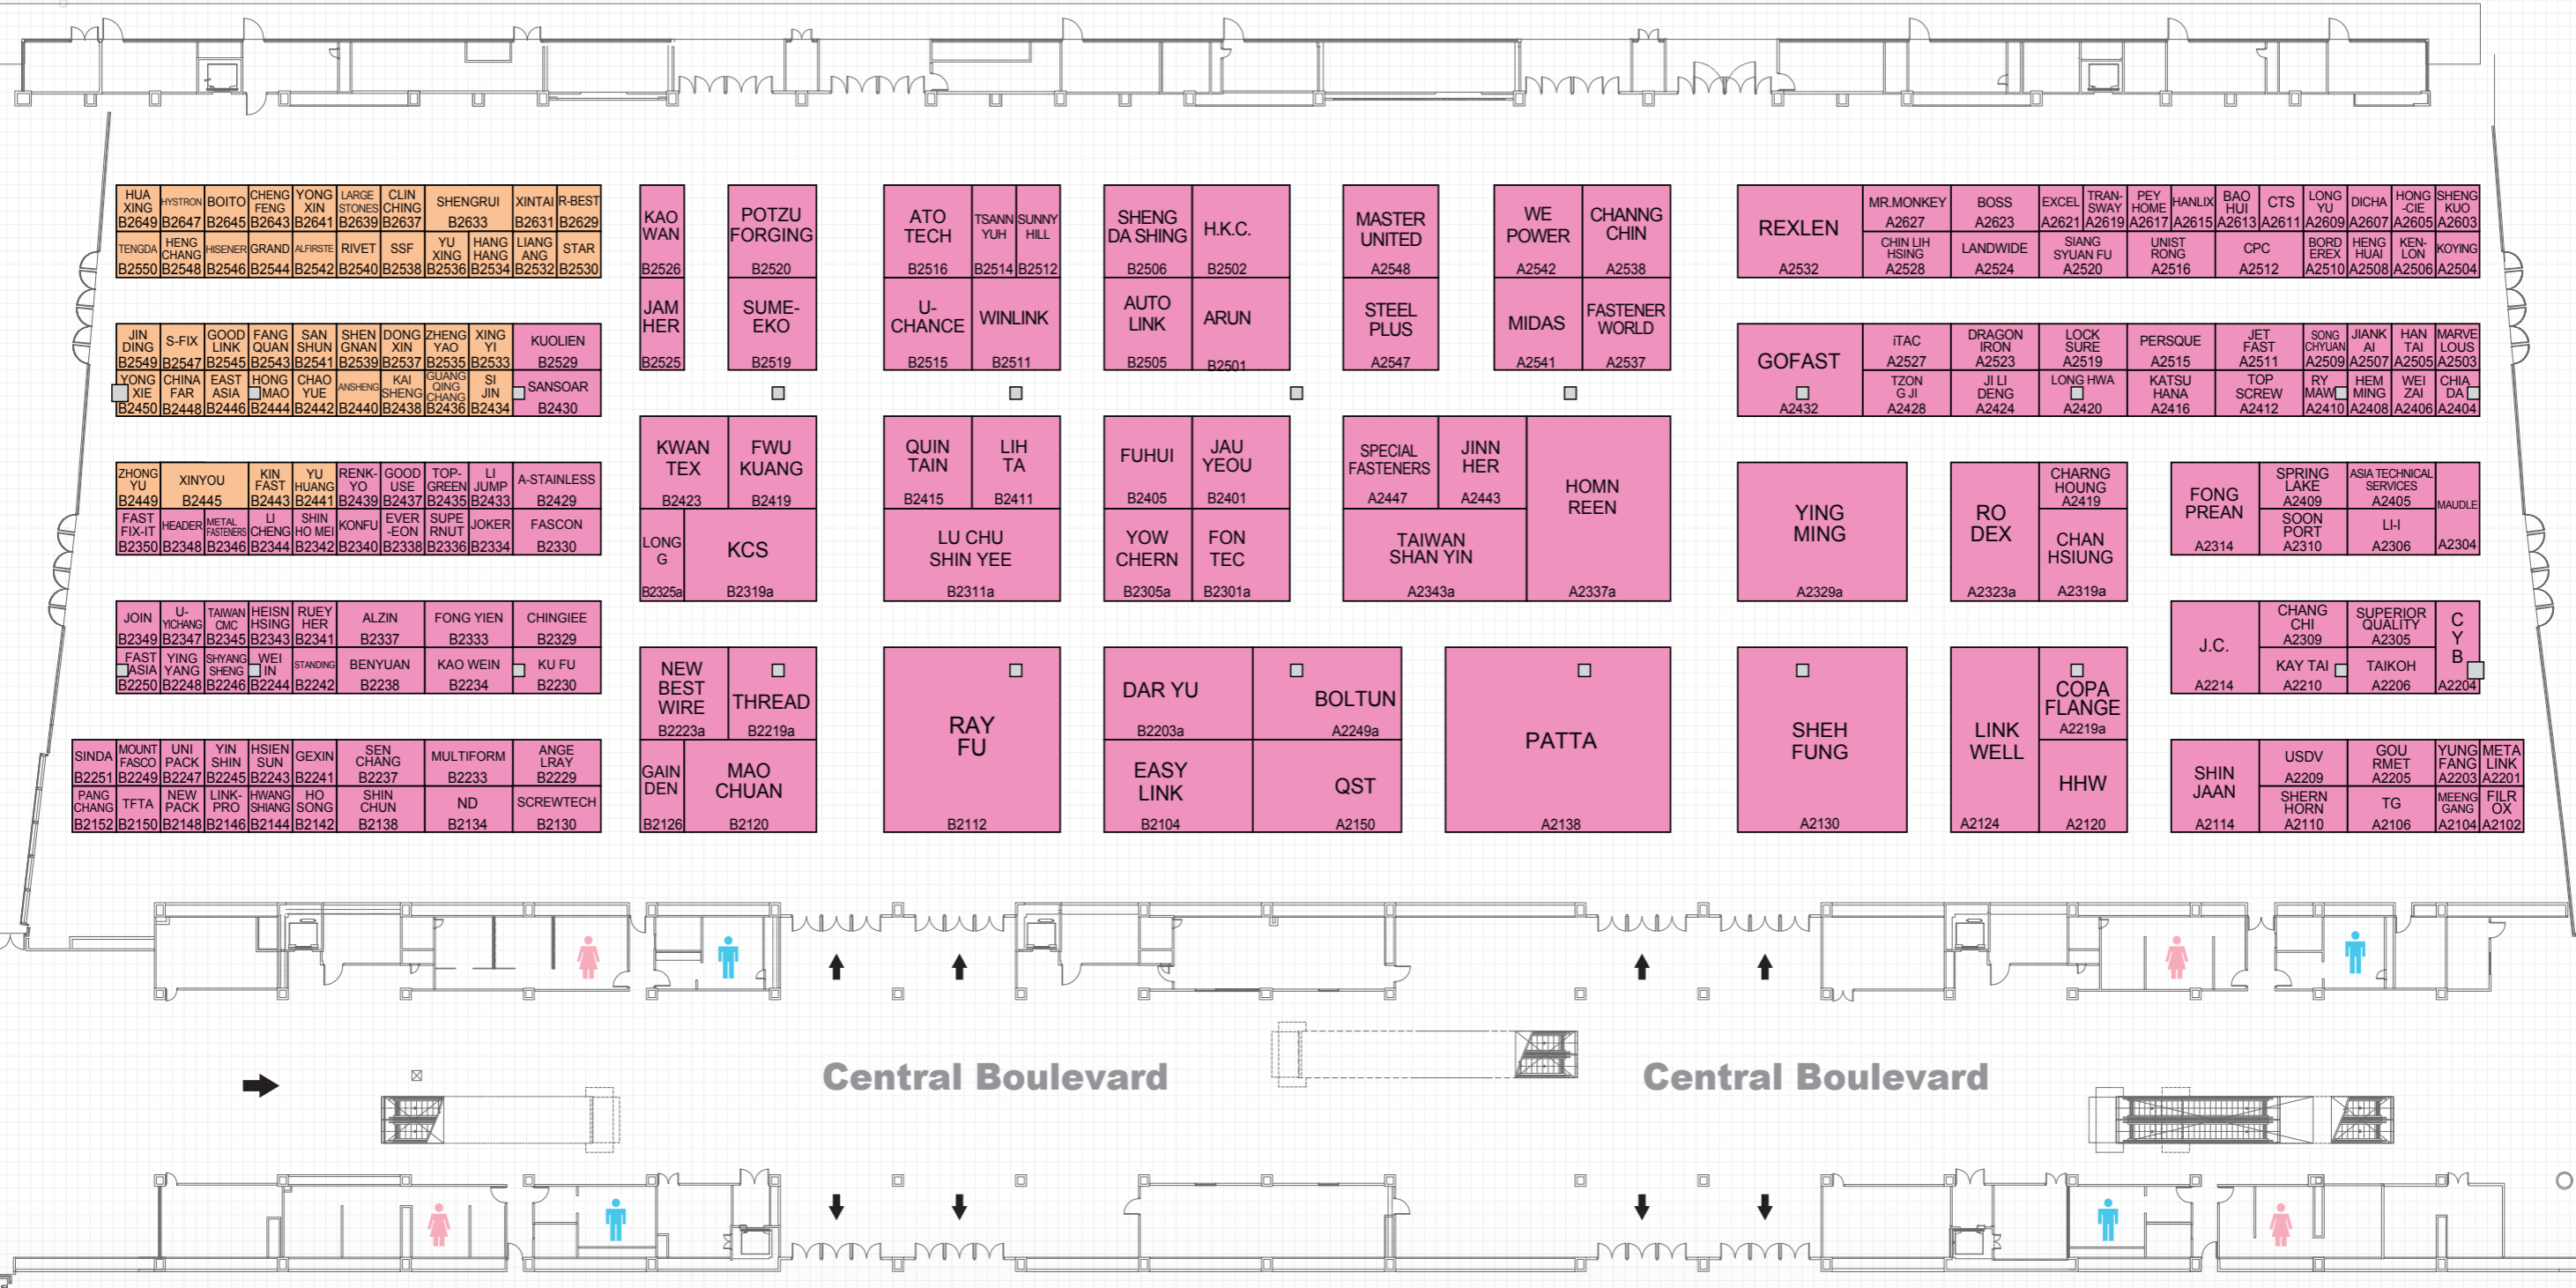 HUA
XING
B2649
HYSTRON
B2647
BOITO
B2645
CHENG
FENG
B2643
YONG
XIN
B2641
LARGE
STONES
B2639
CLIN
CHING
B2637
SHENGRUI
B2633
XINTAI
B2631
R-BEST
B2629
TENGDA
B2550
HENG
CHANG
B2548
HISENER
B2546
GRAND
B2544
ALFIRSTE
B2542
RIVET
B2540
SSF
B2538
YU
XING
B2536
HANG
HANG
B2534
LIANG
ANG
B2532
STAR
B2530
KAO
WAN
B2526
JAM
HER
B2525
POTZU
FORGING
B2520
SUME-
EKO
B2519
ATO
TECH
B2516
TSANN
YUH
B2514
SUNNY
HILL
B2512
U-
CHANCE
B2515
WINLINK
B2511
SHENG
DA SHING
B2506
H.K.C.
B2502
AUTO
LINK
B2505
ARUN
B2501
MASTER
UNITED
A2548
STEEL
PLUS
A2547
WE
POWER
A2542
CHANNG
CHIN
A2538
MIDAS
A2541
FASTENER
WORLD
A2537
REXLEN
A2532
MR.MONKEY
A2627
BOSS
A2623
EXCEL
A2621
TRAN-
SWAY
A2619
PEY
HOME
A2617
HANLIX
A2615
BAO
HUI
A2613
CTS
A2611
LONG
YU
A2609
DICHA
A2607
HONG
-CIE
A2605
SHENG
KUO
A2603
CHIN LIH
HSING
A2528
LANDWIDE
A2524
SIANG
SYUAN FU
A2520
UNIST
RONG
A2516
CPC
A2512
BORD
EREX
A2510
HENG
HUAI
A2508
KEN-
LON
A2506
KOYING
A2504
JIN
DING
B2549
S-FIX
B2547
GOOD
LINK
B2545
FANG
QUAN
B2543
SAN
SHUN
B2541
SHEN
GNAN
B2539
DONG
XIN
B2537
ZHENG
YAO
B2535
XING
YI
B2533
KUOLIEN
B2529
YONG
XIE
B2450
CHINA
FAR
B2448
EAST
ASIA
B2446
HONG
MAO
B2444
CHAO
YUE
B2442
ANSHENG
B2440
KAI
SHENG
B2438
GUANG
QING
CHANG
B2436
SI
JIN
B2434
SANSOAR
B2430
GOFAST
A2432
iTAC
A2527
DRAGON
IRON
A2523
LOCK
SURE
A2519
PERSQUE
A2515
JET
FAST
A2511
SONG
CHYUAN
A2509
JIANK
AI
A2507
HAN
TAI
A2505
MARVE
LOUS
A2503
TZON
G JI
A2428
JI LI
DENG
A2424
LONG HWA
A2420
KATSU
HANA
A2416
TOP
SCREW
A2412
RY
MAW
A2410
HEM
MING
A2408
WEI
ZAI
A2406
CHIA
DA
A2404
ZHONG
YU
B2449
XINYOU
B2445
KIN
FAST
B2443
YU
HUANG
B2441
RENK-
YO
B2439
GOOD
USE
B2437
TOP-
GREEN
B2435
LI
JUMP
B2433
A-STAINLESS
B2429
FAST
FIX-IT
B2350
HEADER
B2348
METAL
FASTENERS
B2346
LI
CHENG
B2344
SHIN
HO MEI
B2342
KONFU
B2340
EVER
-EON
B2338
SUPE
RNUT
B2336
JOKER
B2334
FASCON
B2330
KWAN
TEX
B2423
FWU
KUANG
B2419
LONG
G
B2325a
KCS
B2319a
QUIN
TAIN
B2415
LIH
TA
B2411
LU CHU
SHIN YEE
B2311a
FUHUI
B2405
JAU
YEOU
B2401
YOW
CHERN
B2305a
FON
TEC
B2301a
SPECIAL
FASTENERS
A2447
JINN
HER
A2443
TAIWAN
SHAN YIN
A2343a
HOMN
REEN
A2337a
YING
MING
A2329a
RO
DEX
A2323a
CHARNG
HOUNG
A2419
CHAN
HSIUNG
A2319a
FONG
PREAN
A2314
SPRING
LAKE
A2409
ASIA TECHNICAL
SERVICES
A2405
MAUDLE
A2304
SOON
PORT
A2310
LI-I
A2306
JOIN
B2349
U-
YICHANG
B2347
TAIWAN
CMC
B2345
HEISN
HSING
B2343
RUEY
HER
B2341
ALZIN
B2337
FONG YIEN
B2333
CHINGIEE
B2329
FAST
ASIA
B2250
YING
YANG
B2248
SHYANG
SHENG
B2246
WEI
IN
B2244
STANDING
B2242
BENYUAN
B2238
KAO WEIN
B2234
KU FU
B2230
J.C.
A2214
CHANG
CHI
A2309
SUPERIOR
QUALITY
A2305
C
Y
B
A2204
KAY TAI
A2210
TAIKOH
A2206
NEW
BEST
WIRE
B2223a
THREAD
B2219a
GAIN
DEN
B2126
MAO
CHUAN
B2120
RAY
FU
B2112
DAR YU
B2203a
BOLTUN
A2249a
EASY
LINK
B2104
QST
A2150
PATTA
A2138
SHEH
FUNG
A2130
LINK
WELL
A2124
COPA
FLANGE
A2219a
HHW
A2120
SINDA
B2251
MOUNT
FASCO
B2249
UNI
PACK
B2247
YIN
SHIN
B2245
HSIEN
SUN
B2243
GEXIN
B2241
SEN
CHANG
B2237
MULTIFORM
B2233
ANGE
LRAY
B2229
PANG
CHANG
B2152
TFTA
B2150
NEW
PACK
B2148
LINK-
PRO
B2146
HWANG
SHIANG
B2144
HO
SONG
B2142
SHIN
CHUN
B2138
ND
B2134
SCREWTECH
B2130
SHIN
JAAN
A2114
USDV
A2209
GOU
RMET
A2205
YUNG
FANG
A2203
META
LINK
A2201
SHERN
HORN
A2110
TG
A2106
MEENG
GANG
A2104
FILR
OX
A2102
Central Boulevard
Central Boulevard